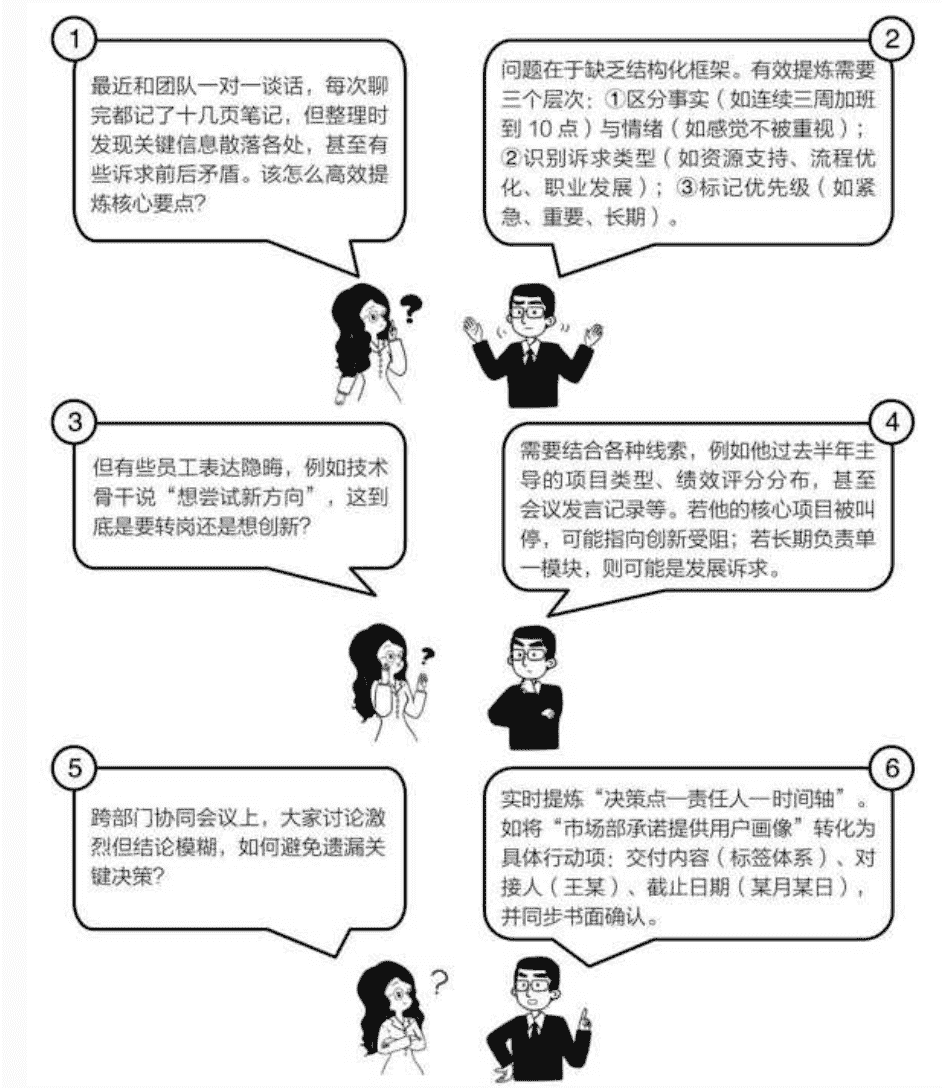 1
最近和团队一对一谈话，每次聊
完都记了十几页笔记，但整理时
发现关键信息散落各处，甚至有
些诉求前后矛盾。该怎么高效提
炼核心要点？
2
问题在于缺乏结构化框架。有效提炼需要
三个层次：①区分事实（如连续三周加班
到 10 点）与情绪（如感觉不被重视）；
②识别诉求类型（如资源支持、流程优
化、职业发展）；③标记优先级（如紧
急、重要、长期）。
?
3
但有些员工表达隐晦，例如技术
骨干说“想尝试新方向”，这到
底是要转岗还是想创新？
4
需要结合各种线索，例如他过去半年主
导的项目类型、绩效评分分布，甚至
会议发言记录等。若他的核心项目被叫
停，可能指向创新受阻；若长期负责单
一模块，则可能是发展诉求。
?
5
跨部门协同会议上，大家讨论激
烈但结论模糊，如何避免遗漏关
键决策？
6
实时提炼“决策点—责任人—时间轴”。
如将“市场部承诺提供用户画像”转化为
具体行动项：交付内容（标签体系）、对
接人（王某）、截止日期（某月某日），
并同步书面确认。
?